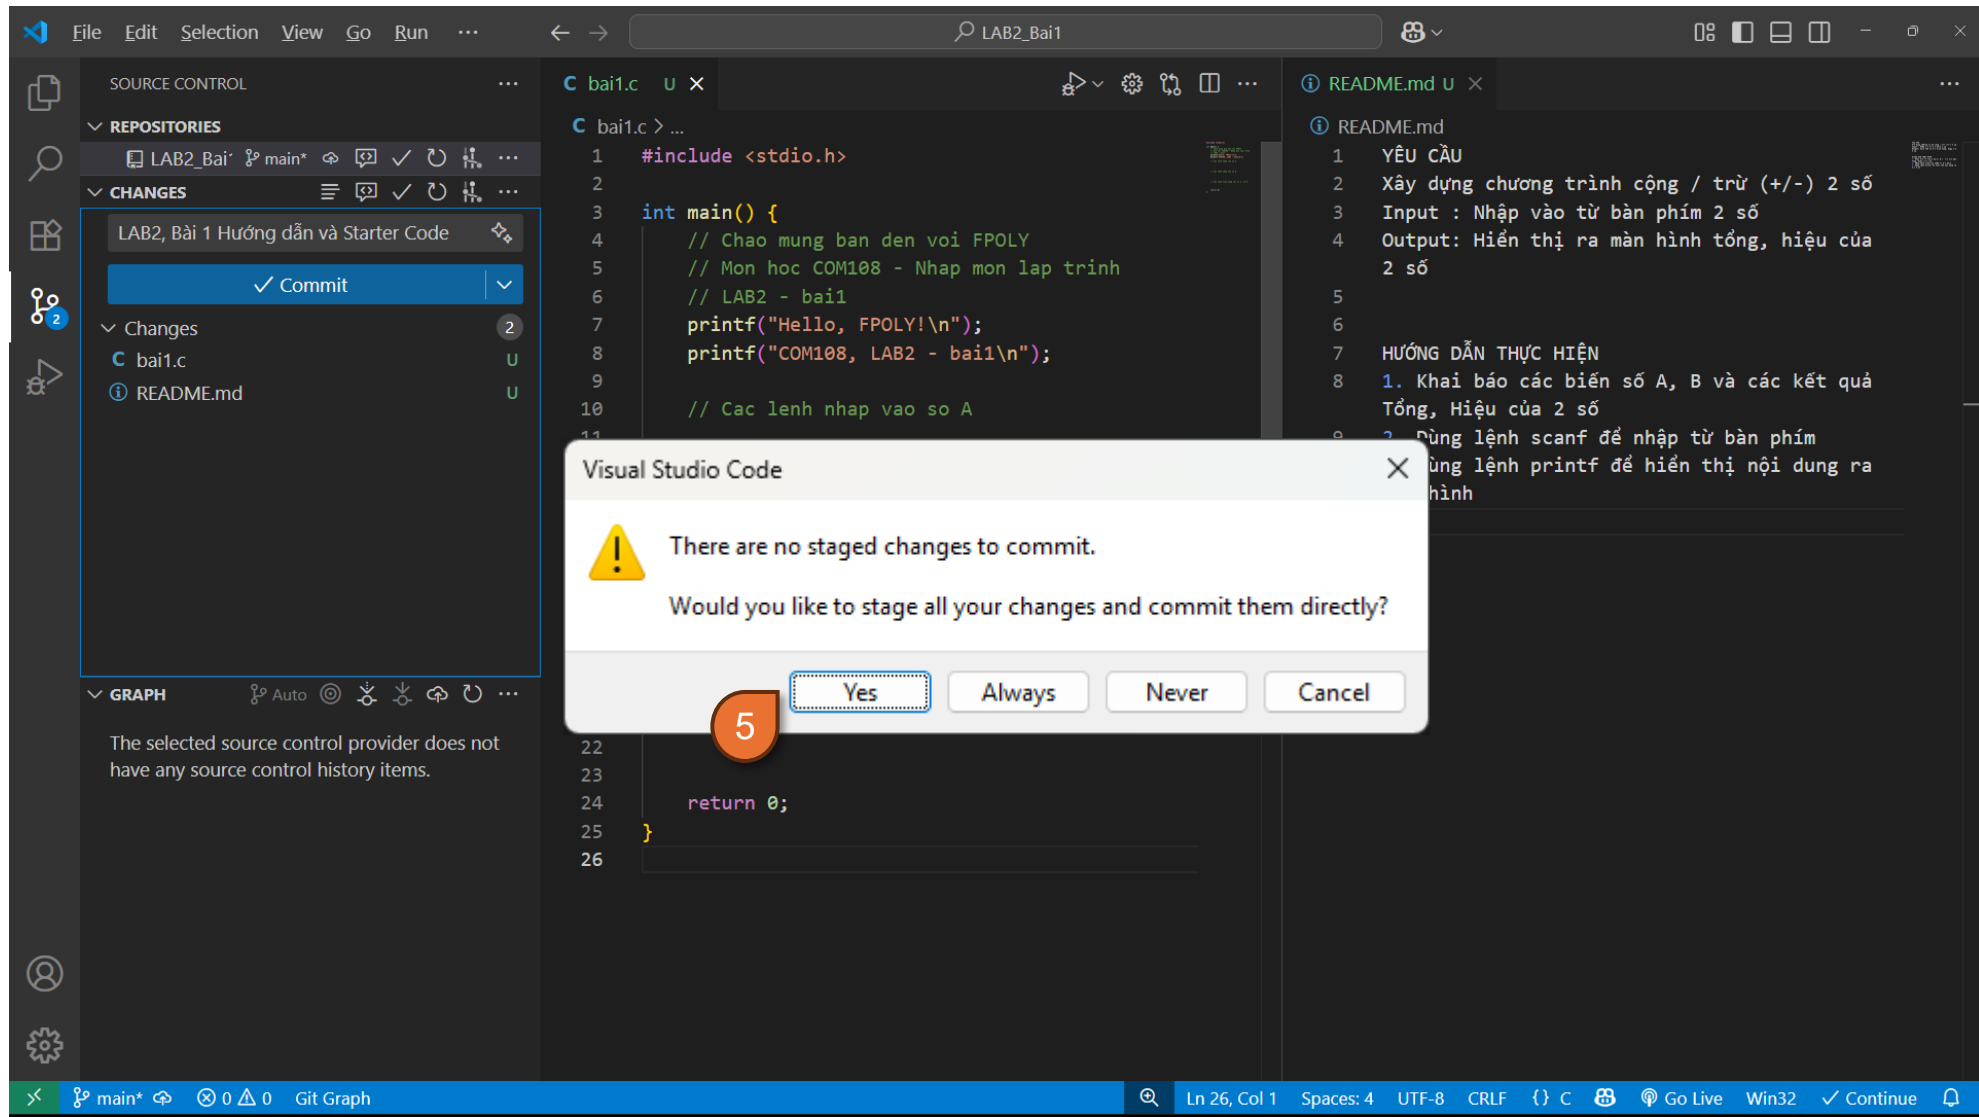 File Edit Selection View Go Run ...
LAB2_Bai1
SOURCE CONTROL
REPOSITORIES
LAB2_Bai1 main*
CHANGES
LAB2, Bài 1 Hướng dẫn và Starter Code
Commit
Changes 2
bai1.c U
README.md U
2
GRAPH Auto
The selected source control provider does not
have any source control history items.
C bai1.c U
C bai1.c > ...
1 #include <stdio.h>
2
3 int main() {
4 // Chao mung ban den voi FPOLY
5 // Mon hoc COM108 - Nhap mon lap trinh
6 // LAB2 - bai1
7 printf("Hello, FPOLY!\n");
8 printf("COM108, LAB2 - bai1\n");
9
10 // Cac lenh nhap vao so A
11
22
23
24 return 0;
25 }
26
README.md U
README.md
1 YÊU CẦU
2 Xây dựng chương trình cộng / trừ (+/-) 2 số
3 Input : Nhập vào từ bàn phím 2 số
4 Output: Hiển thị ra màn hình tổng, hiệu của
2 số
5
6
7 HƯỚNG DẪN THỰC HIỆN
8 1. Khai báo các biến số A, B và các kết quả
Tổng, Hiệu của 2 số
9 2. Dùng lệnh scanf để nhập từ bàn phím
ùng lệnh printf để hiển thị nội dung ra
hình
Visual Studio Code
There are no staged changes to commit.
Would you like to stage all your changes and commit them directly?
Yes Always Never Cancel
5
main* 0 0 Git Graph
Ln 26, Col 1 Spaces: 4 UTF-8 CRLF {} C Go Live Win32 Continue